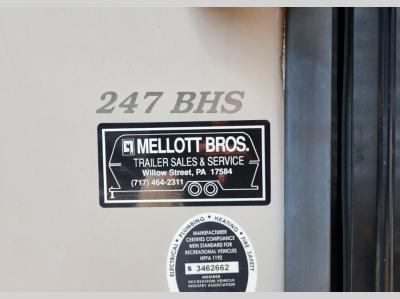 247 BHS
MELLOTT BROS.
TRAILER SALES & SERVICE
Willow Street, PA 17584
(717) 464-2311
ELECTRICAL • PLUMBING • HEATING • FIRE SAFETY
MANUFACTURER
CERTIFIES COMPLIANCE
WITH STANDARD FOR
RECREATIONAL VEHICLES
NFPA 1192
S 3462662
MEMBER
RECREATION VEHICLE
INDUSTRY ASSOCIATION